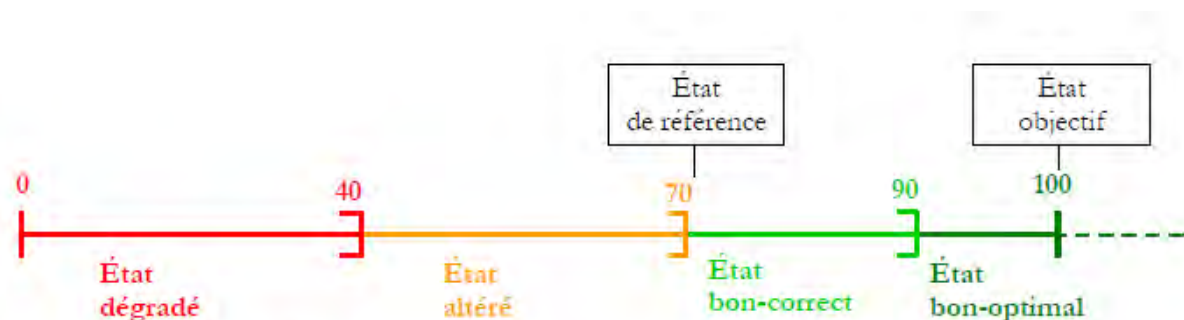 État
de référence
État
objectif
0
40
70
90
100
État
dégradé
État
altéré
État
bon-correct
État
bon-optimal